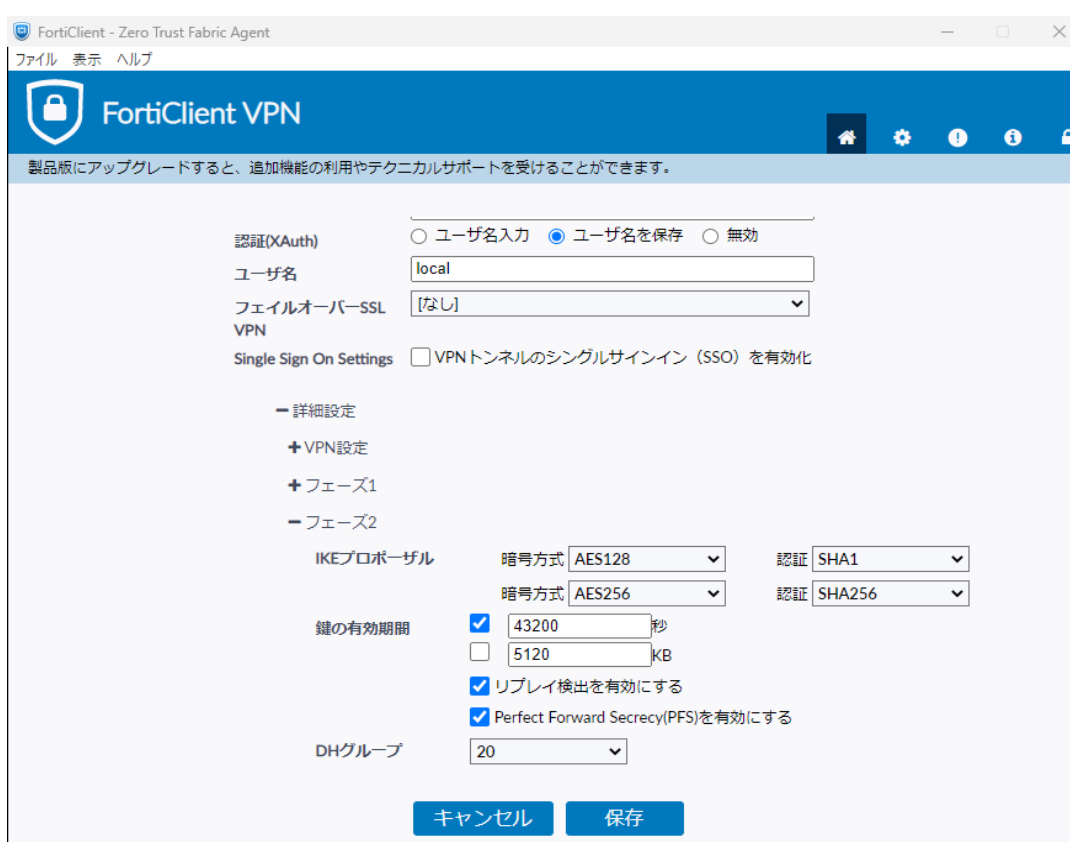 FortiClient - Zero Trust Fabric Agent
ファイル 表示 ヘルプ
FortiClient VPN
製品版にアップグレードすると、追加機能の利用やテクニカルサポートを受けることができます。
認証(XAuth) ユーザ名入力 ユーザ名を保存 無効
ユーザ名 local
フェイルオーバーSSL [なし]
VPN
Single Sign On Settings VPNトンネルのシングルサインイン（SSO）を有効化
詳細設定
VPN設定
フェーズ1
フェーズ2
IKEプロポーザル 暗号方式 AES128 認証 SHA1
暗号方式 AES256 認証 SHA256
鍵の有効期間 43200 秒
5120 KB
リプレイ検出を有効にする
Perfect Forward Secrecy(PFS)を有効にする
DHグループ 20
キャンセル 保存